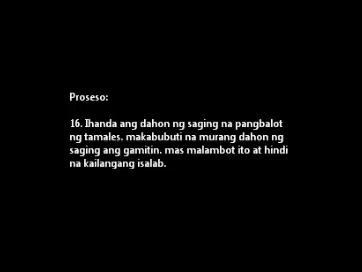 Proseso:
16. Ihanda ang dahon ng saging na pangbalot
ng tamales. makabubuti na murang dahon ng
saging ang gamitin. mas malambot ito at hindi
na kailangang isalab.